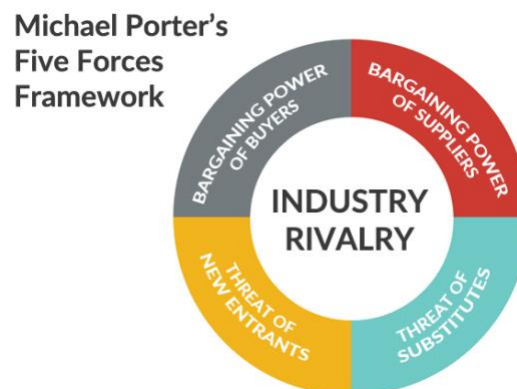 Michael Porter's
Five Forces
Framework
BARGAINING POWER
OF BUYERS
BARGAINING POWER
OF SUPPLIERS
INDUSTRY
RIVALRY
THREAT OF
NEW ENTRANTS
THREAT OF
SUBSTITUTES